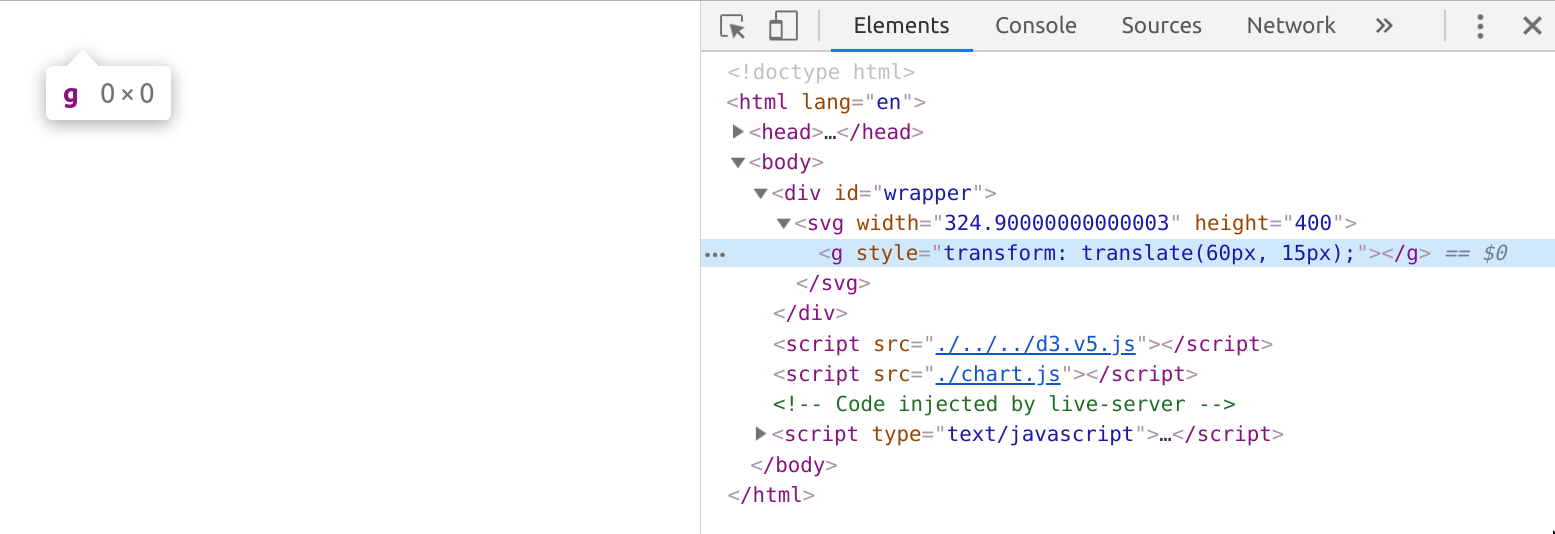 g 0 × 0
Elements Console Sources Network »
<!doctype html>
<html lang="en">
▶<head>…</head>
▼<body>
▼<div id="wrapper">
▼<svg width="324.90000000000003" height="400">
… <g style="transform: translate(60px, 15px);"></g> == $0
</svg>
</div>
<script src="./../../d3.v5.js"></script>
<script src="./chart.js"></script>
<!-- Code injected by live-server -->
▶<script type="text/javascript">…</script>
</body>
</html>